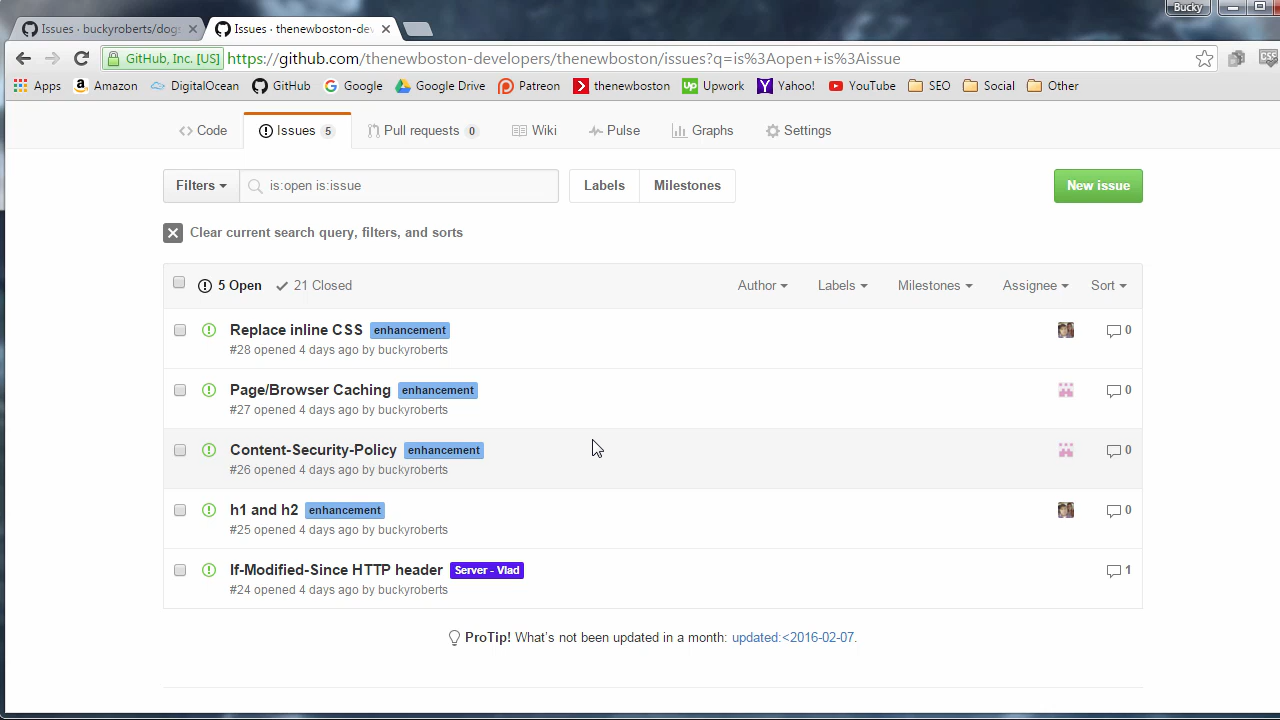 Bucky
Issues · buckyroberts/dog
Issues · thenewboston-dev
GitHub, Inc. [US] https://github.com/thenewboston-developers/thenewboston/issues?q=is%3Aopen+is%3Aissue
Apps Amazon DigitalOcean GitHub Google Google Drive Patreon thenewboston Upwork Yahoo! YouTube SEO Social Other
Code Issues 5 Pull requests 0 Wiki Pulse Graphs Settings
Filters is:open is:issue Labels Milestones New issue
Clear current search query, filters, and sorts
5 Open 21 Closed Author Labels Milestones Assignee Sort
Replace inline CSS enhancement 0
#28 opened 4 days ago by buckyroberts
Page/Browser Caching enhancement 0
#27 opened 4 days ago by buckyroberts
Content-Security-Policy enhancement 0
#26 opened 4 days ago by buckyroberts
h1 and h2 enhancement 0
#25 opened 4 days ago by buckyroberts
If-Modified-Since HTTP header Server - Vlad 1
#24 opened 4 days ago by buckyroberts
ProTip! What's not been updated in a month: updated:<2016-02-07.